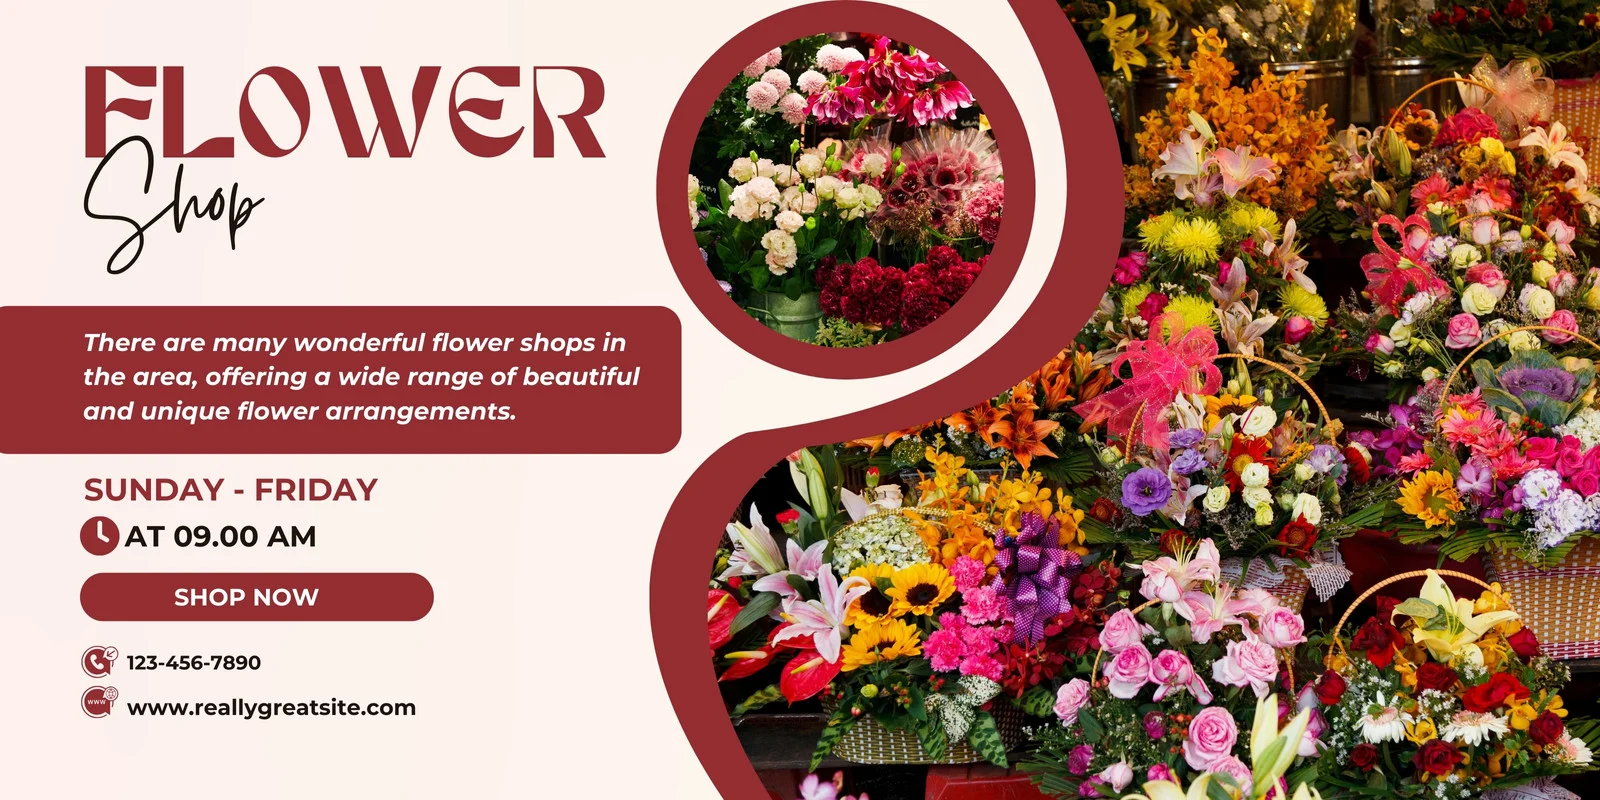 FLOWER
Shop
There are many wonderful flower shops in
the area, offering a wide range of beautiful
and unique flower arrangements.
SUNDAY - FRIDAY
AT 09.00 AM
SHOP NOW
123-456-7890
www
www.reallygreatsite.com